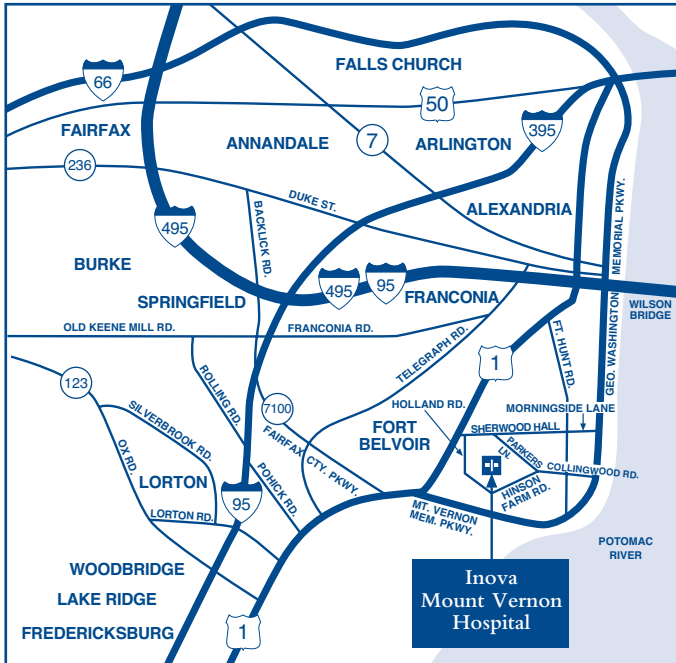 FALLS CHURCH
66
50
FAIRFAX
ANNANDALE
7
ARLINGTON
395
236
DUKE ST.
BACKLICK RD.
ALEXANDRIA
GEO. WASHINGTON MEMORIAL PKWY.
495
BURKE
SPRINGFIELD
495
95
FRANCONIA
WILSON
BRIDGE
OLD KEENE MILL RD.
FRANCONIA RD.
TELEGRAPH RD.
1
FT. HUNT RD.
123
ROLLING RD.
7100
HOLLAND RD.
MORNINGSIDE LANE
SILVERBROOK RD.
FORT
BELVOIR
SHERWOOD HALL
PARKERS
LN.
OX RD.
FAIRFAX CTY. PKWY.
COLLINGWOOD RD.
LORTON
POHICK RD.
HINSON
FARM RD.
95
LORTON RD.
MT. VERNON
MEM. PKWY.
POTOMAC
RIVER
WOODBRIDGE
LAKE RIDGE
FREDERICKSBURG
1
Inova
Mount Vernon
Hospital